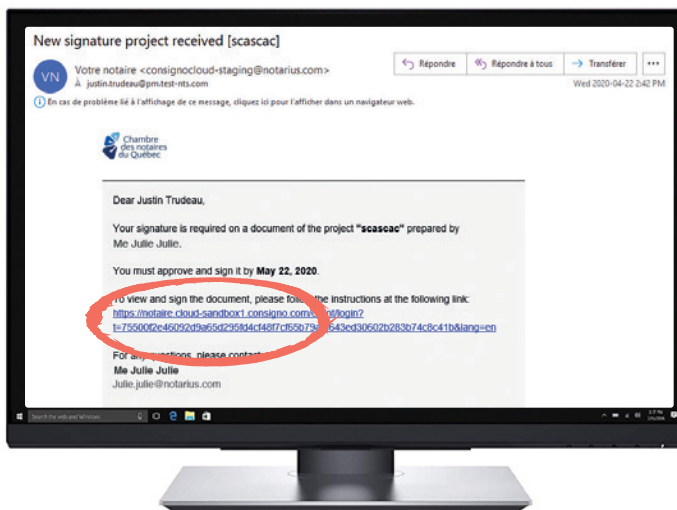 New signature project received [scascac]
Répondre
Répondre à tous
Transférer
VN
Votre notaire <consignocloud-staging@notarius.com>
À justin.trudeau@pm.test-nts.com
Wed 2020-04-22 2:42 PM
En cas de problème lié à l'affichage de ce message, cliquez ici pour l'afficher dans un navigateur web.
Chambre
des notaires
du Québec
Dear Justin Trudeau,
Your signature is required on a document of the project "scascac" prepared by
Me Julie Julie.
You must approve and sign it by May 22, 2020.
To view and sign the document, please follow the instructions at the following link:
https://notaire.cloud-sandbox1.consigno.com/
login?
&lang=en
For any questions, please contact
Me Julie Julie
Julie.julie@notarius.com
Search the web and Windows